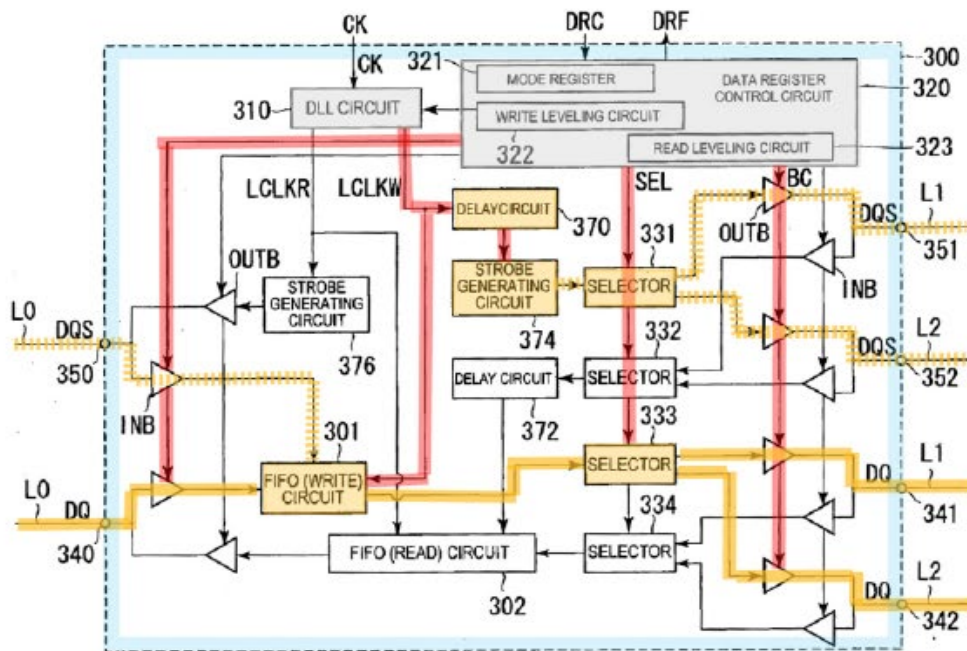 CK DRC DRF
CK
300
321 MODE REGISTER
DATA REGISTER
CONTROL CIRCUIT
320
310 DLL CIRCUIT
WRITE LEVELING CIRCUIT
322
READ LEVELING CIRCUIT
323
LCLKR LCLKW SEL BC
DELAYCIRCUIT
370
331
OUTB
DQS
L1
351
OUTB
STROBE
GENERATING
CIRCUIT
376
STROBE
GENERATING
CIRCUIT
374
SELECTOR
INB
L0
DQS
350
332
L2
DQS
352
INB
DELAY CIRCUIT
372
SELECTOR
301
FIFO (WRITE)
CIRCUIT
333
SELECTOR
L1
DQ
341
L0
DQ
340
334
FIFO (READ) CIRCUIT
302
SELECTOR
L2
DQ
342